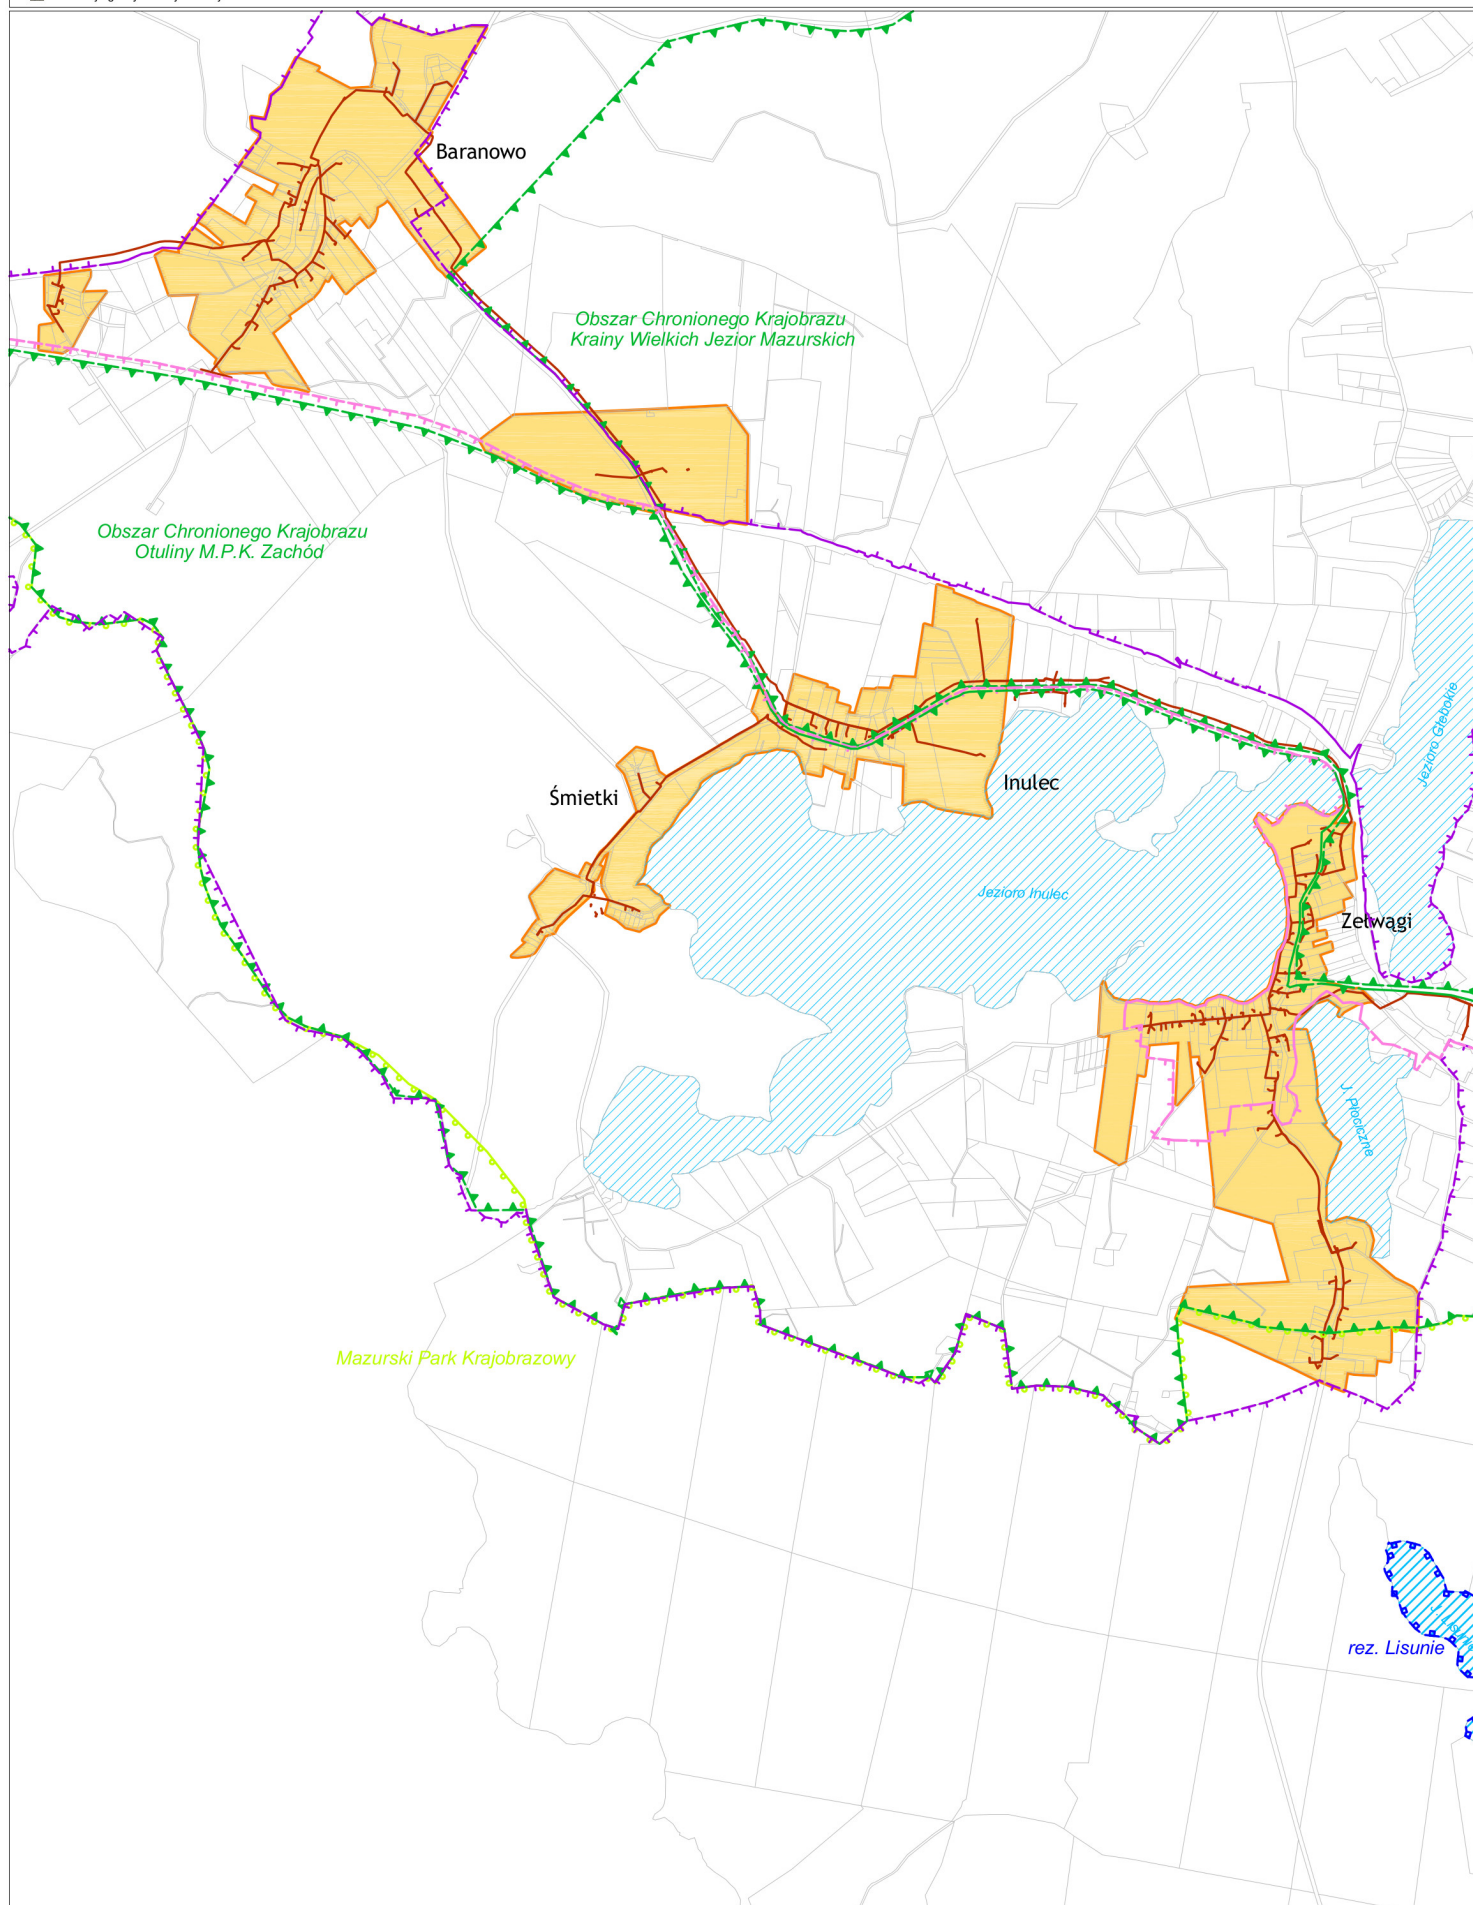 Baranowo
Obszar Chronionego Krajobrazu
Krainy Wielkich Jezior Mazurskich
Obszar Chronionego Krajobrazu
Otuliny M.P.K. Zachód
Jezioro Głębokie
Inulec
Śmietki
Jezioro Inulec
Zełwągi
J. Płociczne
Mazurski Park Krajobrazowy
J. Lisunie
rez. Lisunie